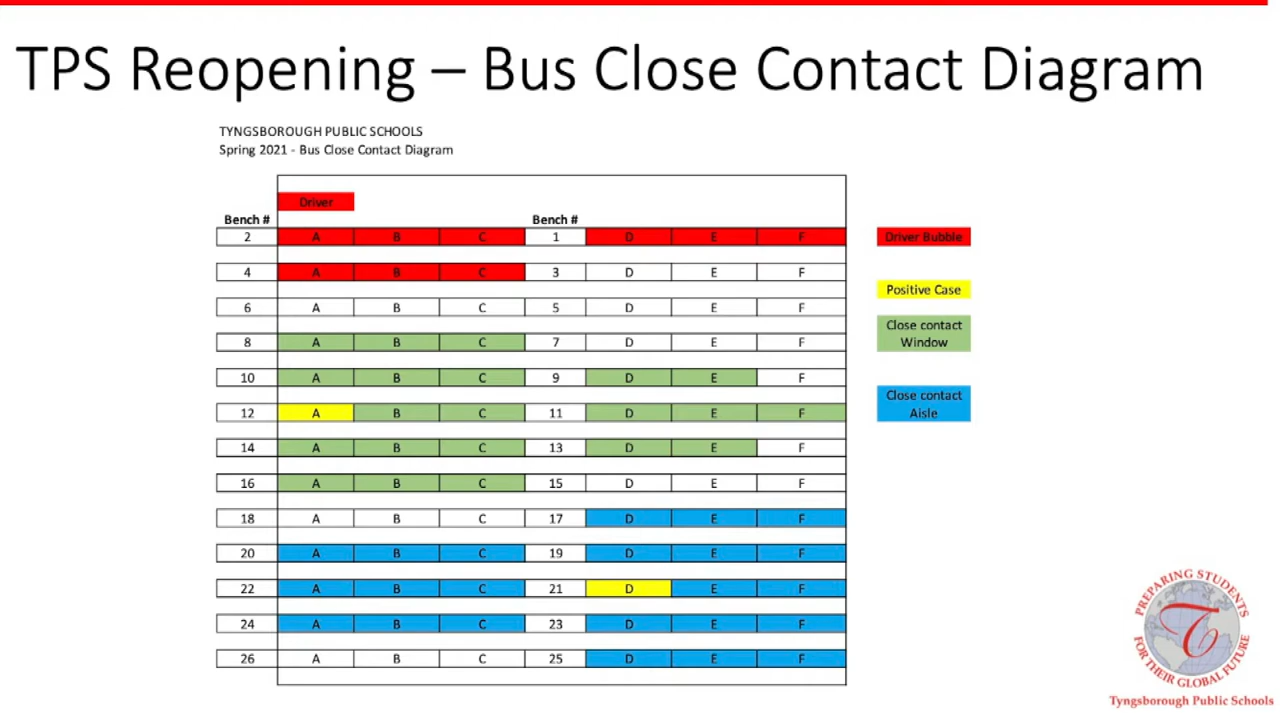 TPS Reopening – Bus Close Contact Diagram
TYNGSBOROUGH PUBLIC SCHOOLS
Spring 2021 - Bus Close Contact Diagram
Driver
Bench # Bench #
2 A B C 1 D E F Driver Bubble
4 A B C 3 D E F
Positive Case
6 A B C 5 D E F
Close contact
Window
8 A B C 7 D E F
10 A B C 9 D E F
Close contact
Aisle
12 A B C 11 D E F
14 A B C 13 D E F
16 A B C 15 D E F
18 A B C 17 D E F
20 A B C 19 D E F
22 A B C 21 D E F
24 A B C 23 D E F
26 A B C 25 D E F
PREPARING STUDENTS
T
FOR THEIR GLOBAL FUTURE
Tyngsborough Public Schools